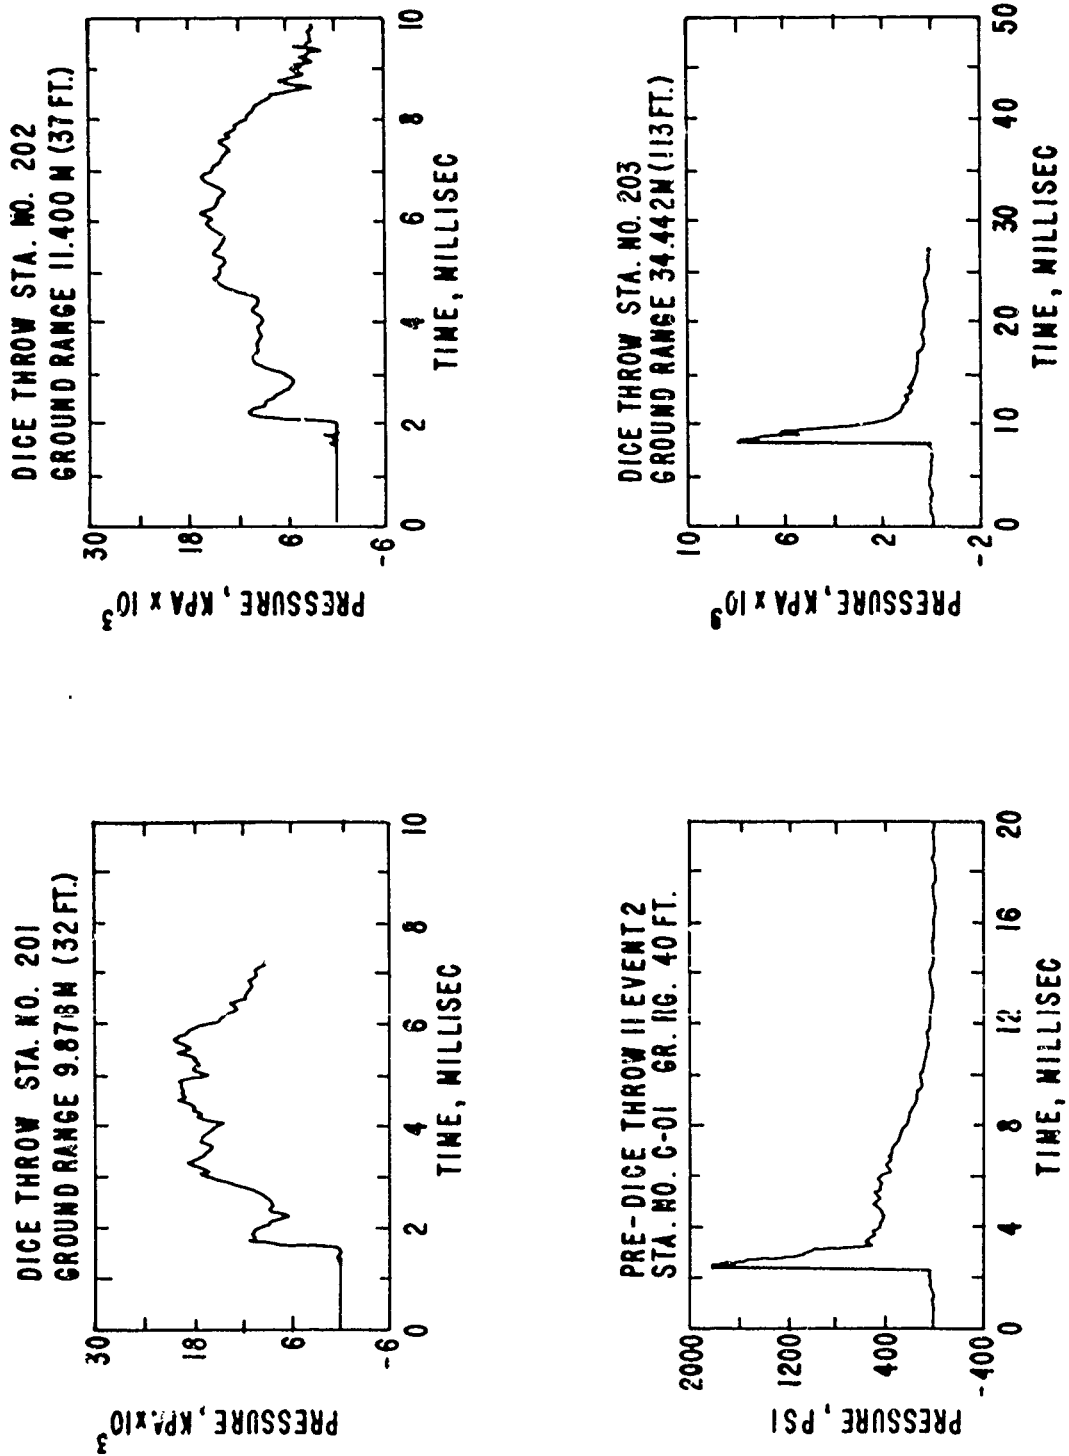 DICE THROW STA. NO. 201
GROUND RANGE 9.878M (32 FT.)
PRESSURE, KPA x 10³
30
18
6
-6
0
2
4
6
8
10
TIME, MILLISEC
DICE THROW STA. NO. 202
GROUND RANGE 11.400 M (37 FT.)
PRESSURE, KPA x 10³
30
18
6
-6
0
2
4
6
8
10
TIME, MILLISEC
PRE-DICE THROW II EVENT 2
STA. NO. C-01 GR. RG. 40 FT.
PRESSURE, PSI
2000
1200
400
-400
0
4
8
12
16
20
TIME, MILLISEC
DICE THROW STA. NO. 203
GROUND RANGE 34.442M (113 FT.)
PRESSURE, KPA x 10³
10
6
2
-2
0
10
20
30
40
50
TIME, MILLISEC